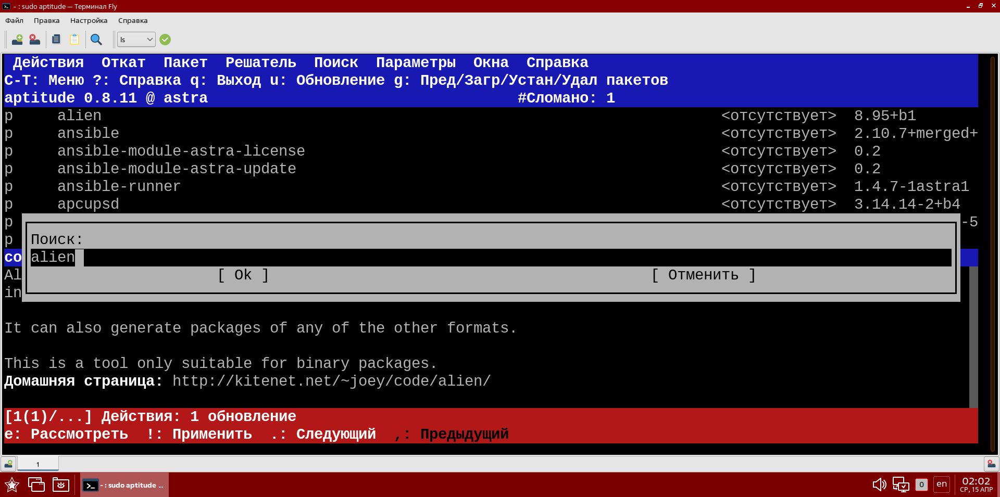 - : sudo aptitude — Терминал Fly
Файл Правка Настройка Справка
ls
Действия Откат Пакет Решатель Поиск Параметры Окна Справка
C-T: Меню ?: Справка q: Выход u: Обновление g: Пред/Загр/Устан/Удал пакетов
aptitude 0.8.11 @ astra #Сломано: 1
p alien <отсутствует> 8.95+b1
p ansible <отсутствует> 2.10.7+merged+
p ansible-module-astra-license <отсутствует> 0.2
p ansible-module-astra-update <отсутствует> 0.2
p ansible-runner <отсутствует> 1.4.7-1astra1
p apcupsd <отсутствует> 3.14.14-2+b4
p -5
p
Поиск:
co alien
Al [ Ok ] [ Отменить ]
in
It can also generate packages of any of the other formats.
This is a tool only suitable for binary packages.
Домашняя страница: http://kitenet.net/~joey/code/alien/
[1(1)/...] Действия: 1 обновление
e: Рассмотреть !: Применить .: Следующий ,: Предыдущий
1
- : sudo aptitude ...
0
en
02:02
СР, 15 АПР